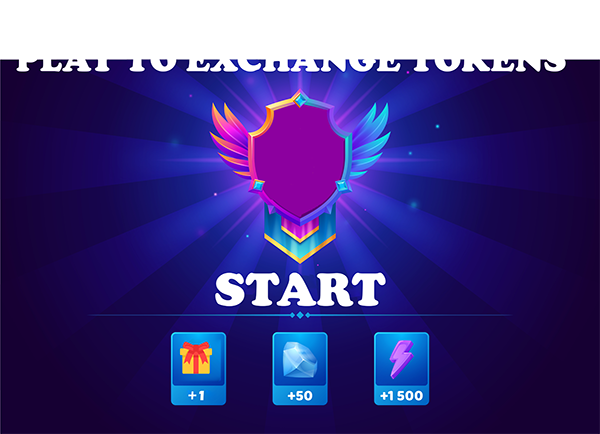 PLAY TO EXCHANGE TOKENS
START
+1
+50
+1 500